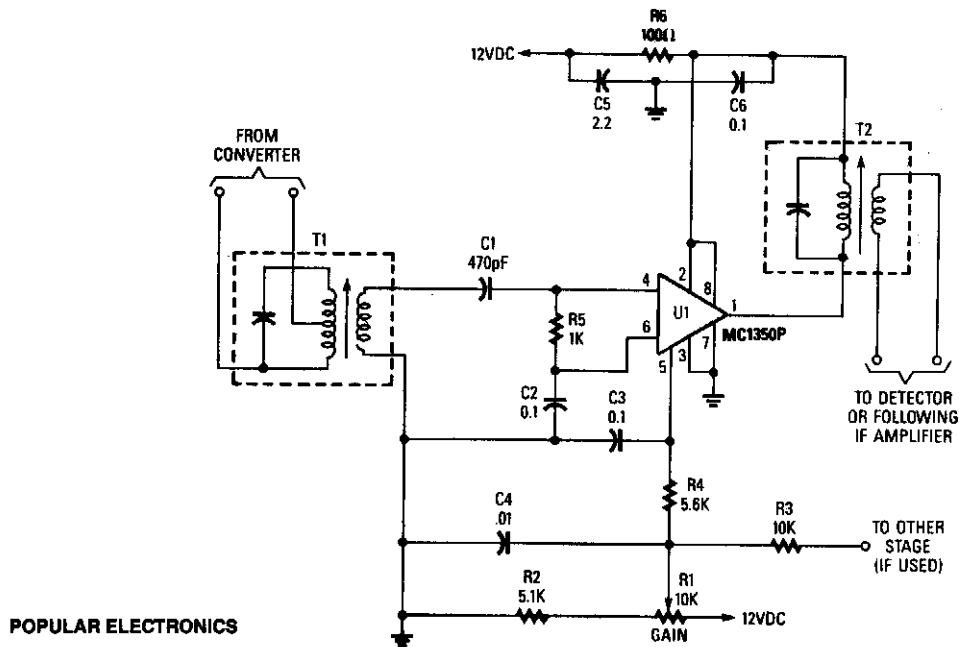 R6
100Ω
12VDC
C5
2.2
C6
0.1
T2
FROM
CONVERTER
T1
C1
470pF
4
2
8
U1
1
R5
1K
6
MC1350P
7
3
5
C2
0.1
C3
0.1
TO DETECTOR
OR FOLLOWING
IF AMPLIFIER
R4
5.6K
C4
.01
R3
10K
TO OTHER
STAGE
(IF USED)
R2
5.1K
R1
10K
12VDC
GAIN
POPULAR ELECTRONICS